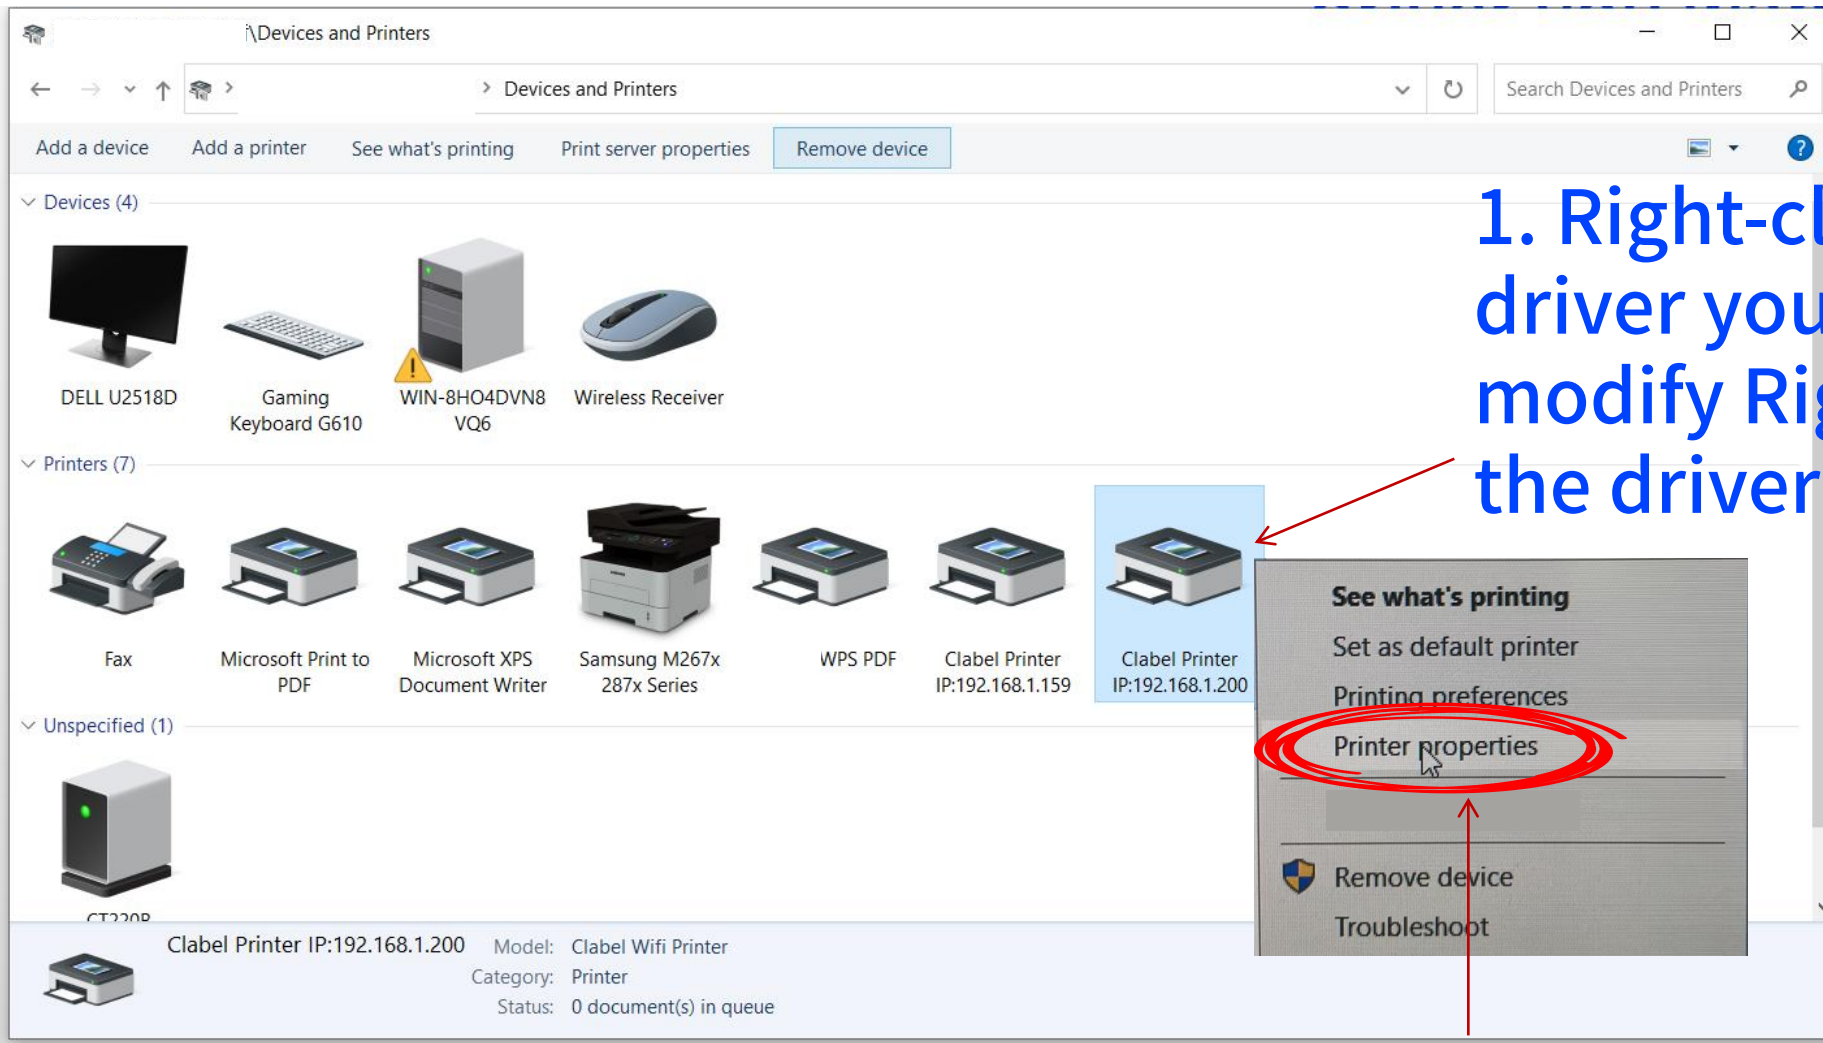 \Devices and Printers
Devices and Printers
Search Devices and Printers
Add a device
Add a printer
See what's printing
Print server properties
Remove device
Devices (4)
DELL U2518D
Gaming
Keyboard G610
WIN-8HO4DVN8
VQ6
Wireless Receiver
1. Right-cl
driver you
modify Rig
the driver
Printers (7)
Fax
Microsoft Print to
PDF
Microsoft XPS
Document Writer
Samsung M267x
287x Series
WPS PDF
Clabel Printer
IP:192.168.1.159
Clabel Printer
IP:192.168.1.200
See what's printing
Set as default printer
Printing preferences
Printer properties
Remove device
Troubleshoot
Unspecified (1)
CT220B
Clabel Printer IP:192.168.1.200
Model: Clabel Wifi Printer
Category: Printer
Status: 0 document(s) in queue